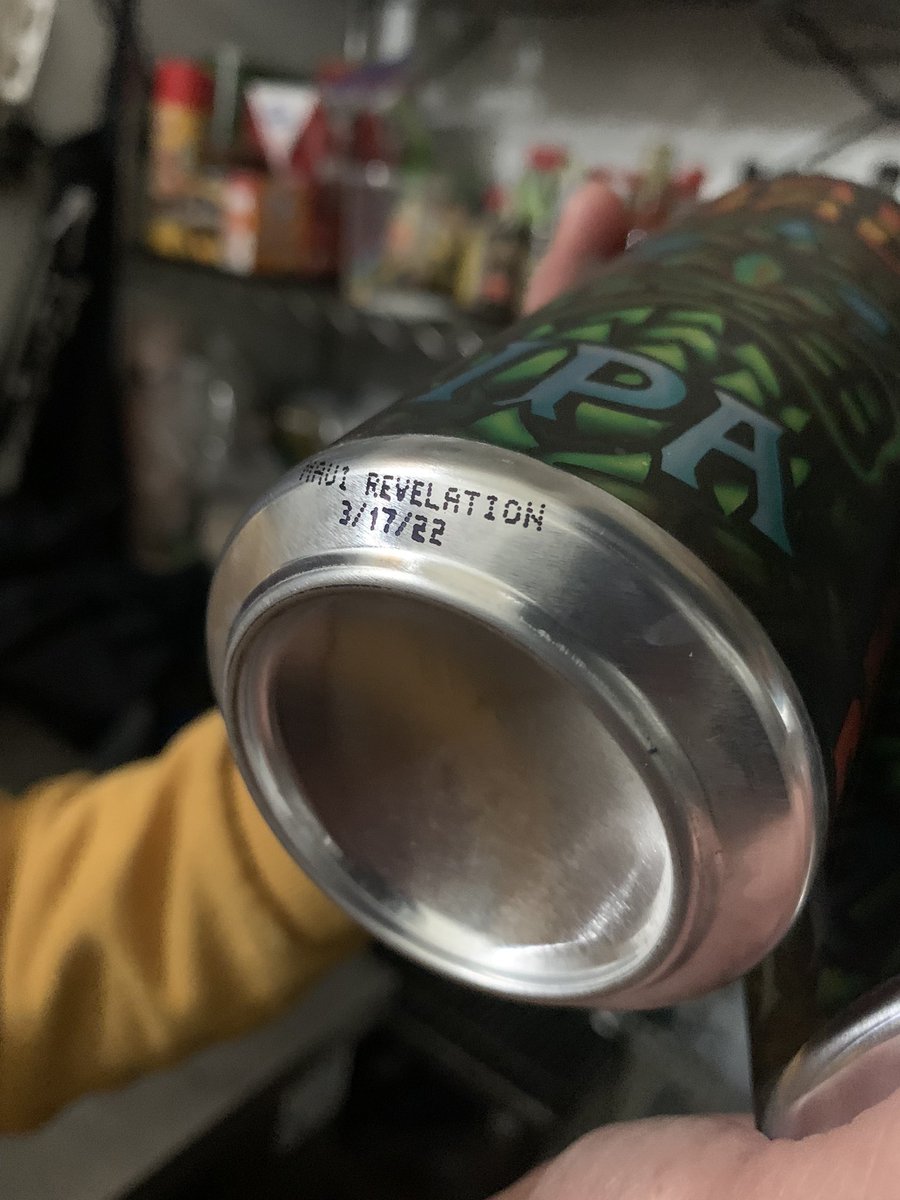 IPA
MAUI REVELATION
3/17/22